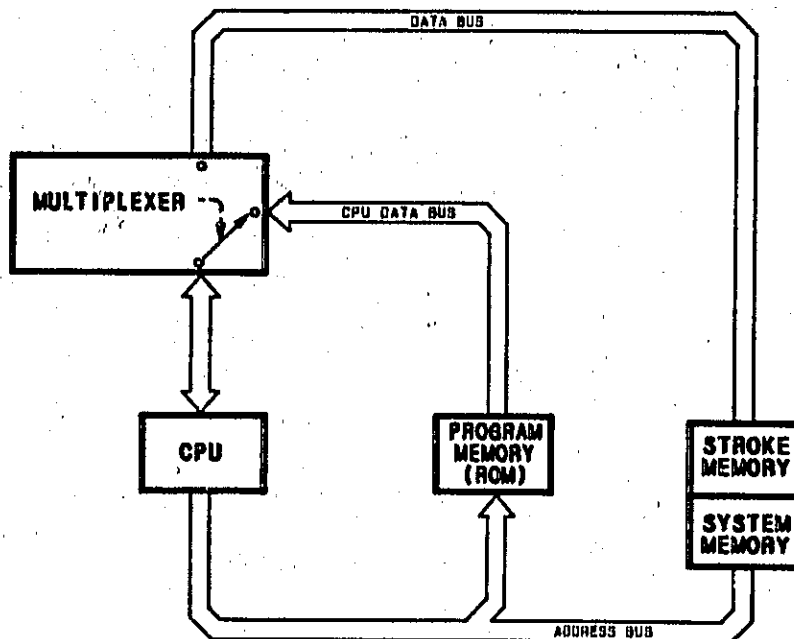 DATA BUS
MULTIPLEXER
CPU DATA BUS
CPU
PROGRAM
MEMORY
(ROM)
STROKE
MEMORY
SYSTEM
MEMORY
ADDRESS BUS